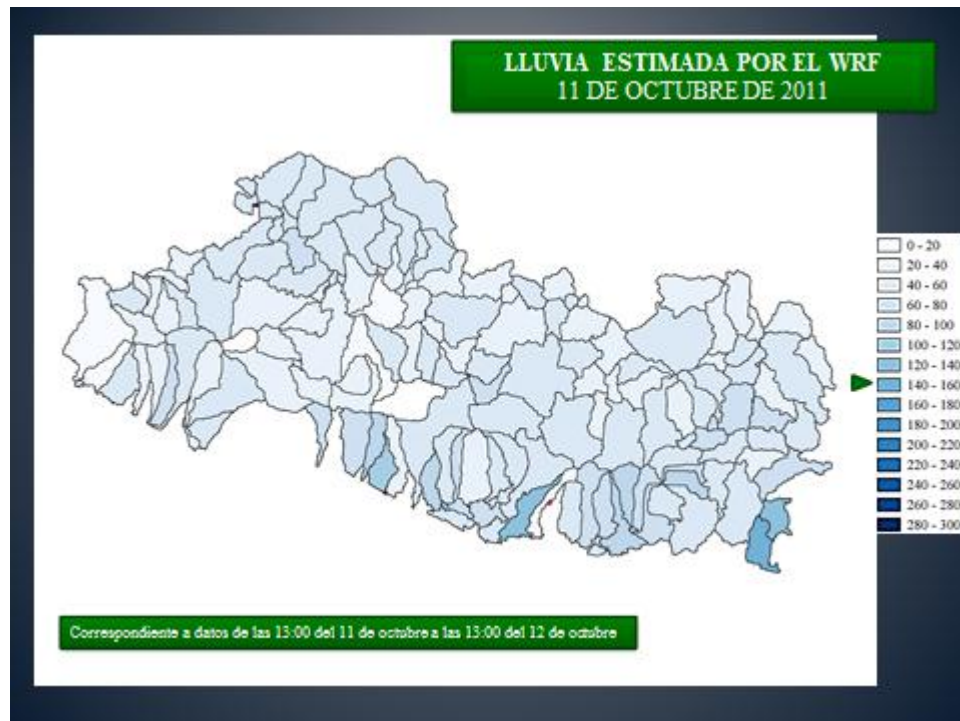 LLUVIA ESTIMADA POR EL WRF
11 DE OCTUBRE DE 2011
0 - 20
20 - 40
40 - 60
60 - 80
80 - 100
100 - 120
120 - 140
140 - 160
160 - 180
180 - 200
200 - 220
220 - 240
240 - 260
260 - 280
280 - 300
Correspondiente a datos de las 13:00 del 11 de octubre a las 13:00 del 12 de octubre